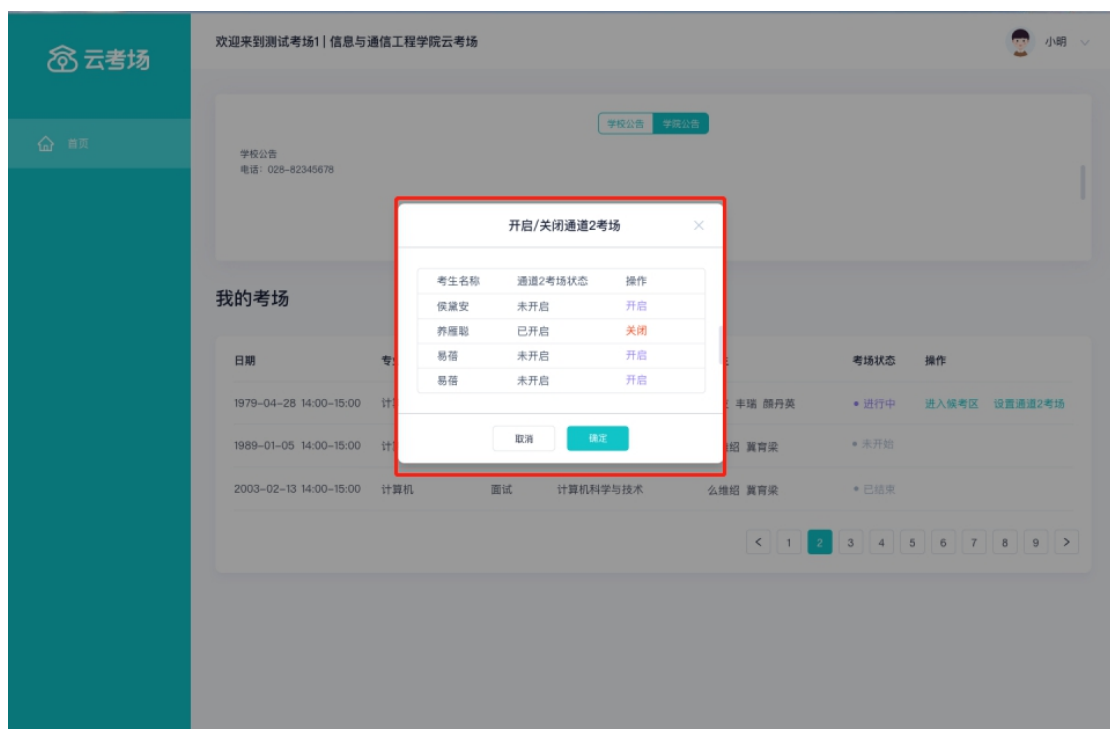 云考场
欢迎来到测试考场1| 信息与通信工程学院云考场
小明
首页
学校公告 学院公告
学校公告
电话：028-82345678
开启/关闭通道2考场
考生名称 通道2考场状态 操作
侯黛安 未开启 开启
养雁聪 已开启 关闭
易蓓 未开启 开启
易蓓 未开启 开启
取消 确定
我的考场
日期 考场状态 操作
1979-04-28 14:00-15:00 丰瑞 颜丹英 进行中 进入候考区 设置通道2考场
1989-01-05 14:00-15:00 冀育梁 未开始
2003-02-13 14:00-15:00 计算机 面试 计算机科学与技术 么维绍 冀育梁 已结束
< 1 2 3 4 5 6 7 8 9 >